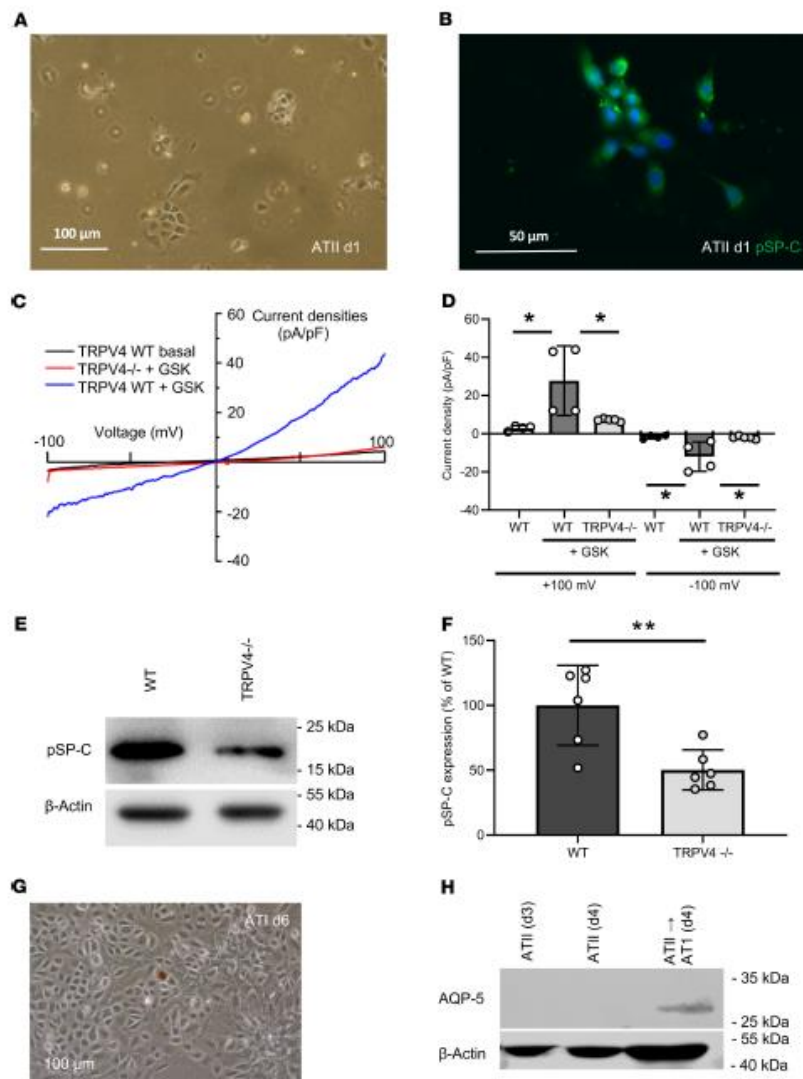 A
100 µm
ATII d1
B
50 µm
ATII d1 pSP-C
C
60
Current densities
(pA/pF)
40
20
TRPV4 WT basal
TRPV4-/- + GSK
TRPV4 WT + GSK
Voltage (mV)
-100
100
-20
-40
D
Current density (pA/pF)
60
40
20
0
-20
-40
*
*
*
*
WT
WT
TRPV4-/-
WT
WT
TRPV4-/-
+ GSK
+ GSK
+100 mV
-100 mV
E
WT
TRPV4-/-
pSP-C
- 25 kDa
- 15 kDa
β-Actin
- 55 kDa
- 40 kDa
F
pSP-C expression (% of WT)
150
100
50
0
**
WT
TRPV4 -/-
G
ATI d6
100 µm
H
ATII (d3)
ATII (d4)
ATII →
AT1 (d4)
AQP-5
- 35 kDa
- 25 kDa
β-Actin
- 55 kDa
- 40 kDa